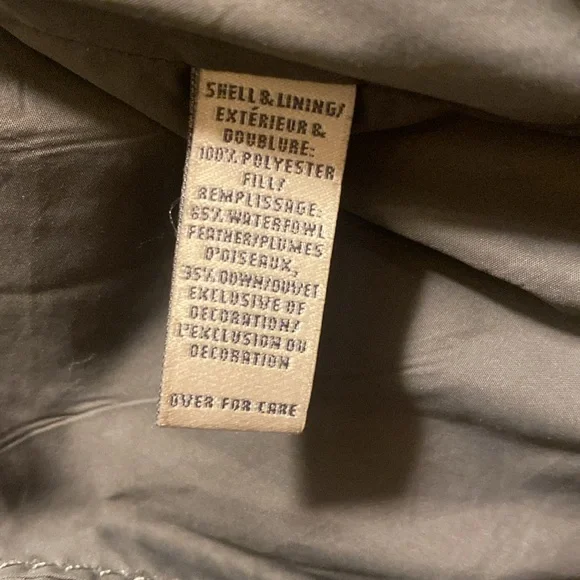 SHELL & LINING/
EXTÉRIEUR &
DOUBLURE:
100% POLYESTER
FILL/
REMPLISSAGE:
65% WATERFOWL
FEATHER/PLUMES
D'OISEAUX,
35% DOWN/DUVET
EXCLUSIVE OF
DECORATION/
L'EXCLUSION OU
DECORATION
OVER FOR CARE